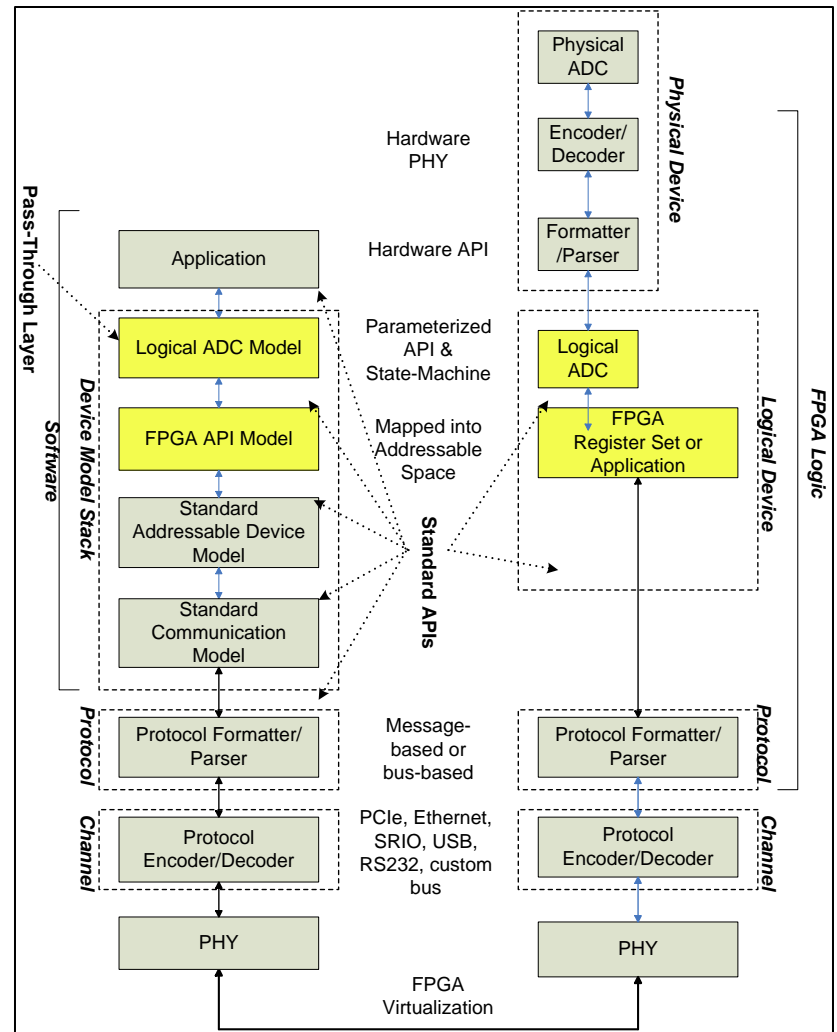 Physical
ADC
Encoder/
Decoder
Formatter
/Parser
Physical Device
Hardware
PHY
Hardware API
Pass-Through Layer
Application
Logical ADC Model
FPGA API Model
Standard
Addressable Device
Model
Standard
Communication
Model
Device Model Stack
Software
Parameterized
API &
State-Machine
Mapped into
Addressable
Space
Standard APIs
Logical
ADC
FPGA
Register Set or
Application
Logical Device
FPGA Logic
Protocol
Protocol Formatter/
Parser
Message-
based or
bus-based
Protocol Formatter/
Parser
Protocol
Channel
Protocol
Encoder/Decoder
PCIe, Ethernet,
SRIO, USB,
RS232, custom
bus
Protocol
Encoder/Decoder
Channel
PHY
PHY
FPGA
Virtualization